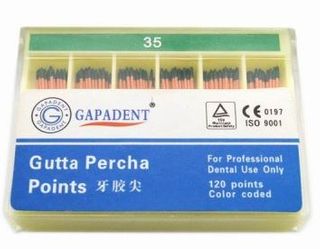 35
GAPADENT
GAPADENT
GAPADENT®
CE 0197
ISO 9001
Gutta Percha
Points 牙胶尖
For Professional
Dental Use Only
120 points
Color coded